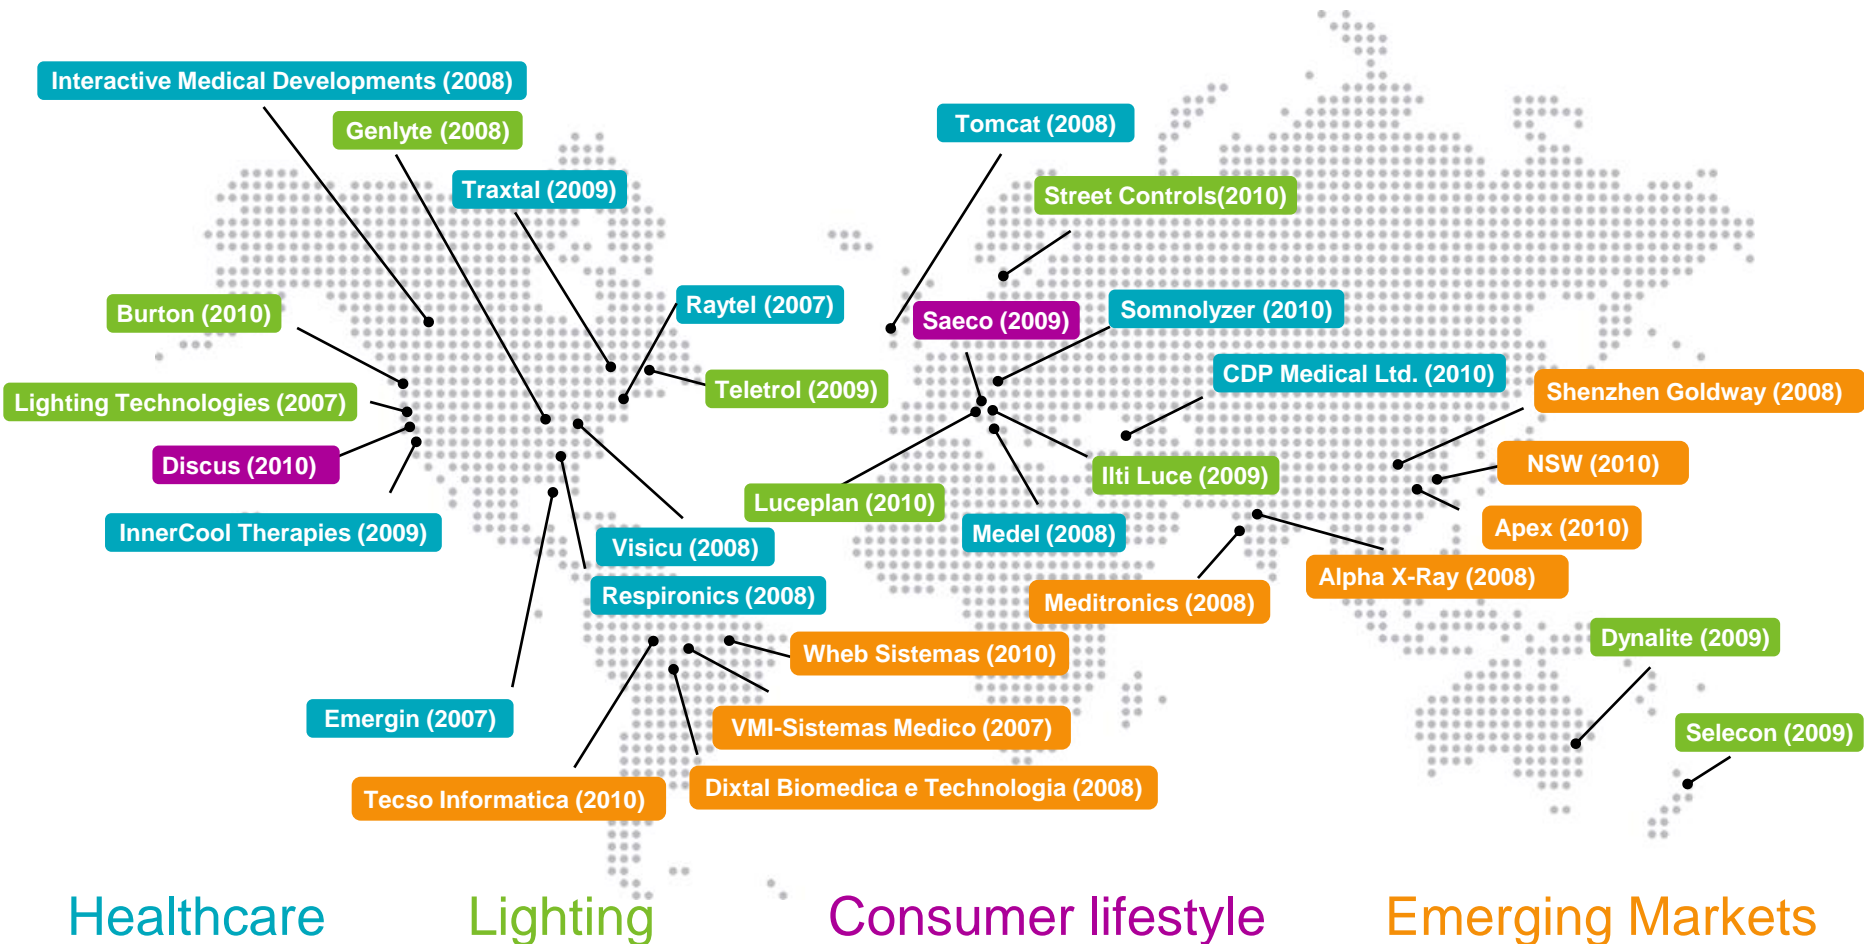 Interactive Medical Developments (2008)
Genlyte (2008)
Tomcat (2008)
Traxtal (2009)
Street Controls(2010)
Burton (2010)
Raytel (2007)
Saeco (2009)
Somnolyzer (2010)
Lighting Technologies (2007)
Teletrol (2009)
CDP Medical Ltd. (2010)
Shenzhen Goldway (2008)
Discus (2010)
NSW (2010)
Ilti Luce (2009)
Luceplan (2010)
InnerCool Therapies (2009)
Visicu (2008)
Medel (2008)
Apex (2010)
Alpha X-Ray (2008)
Respironics (2008)
Meditronics (2008)
Dynalite (2009)
Wheb Sistemas (2010)
Emergin (2007)
VMI-Sistemas Medico (2007)
Selecon (2009)
Tecso Informatica (2010)
Dixtal Biomedica e Technologia (2008)
Healthcare
Lighting
Consumer lifestyle
Emerging Markets